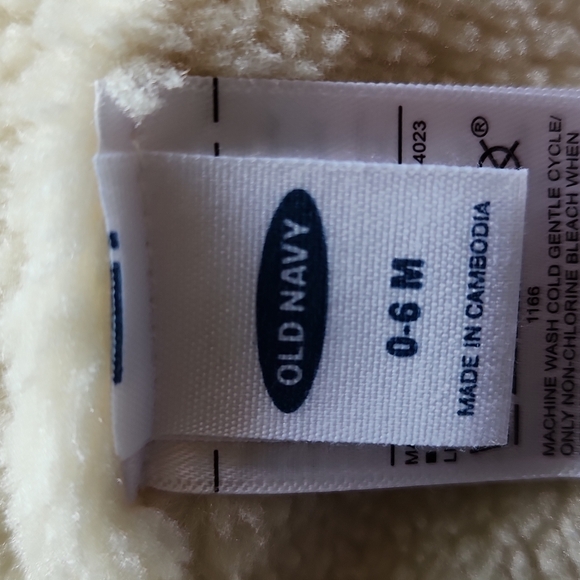 OLD NAVY
0-6 M
MADE IN CAMBODIA
4023
®
1166
MACHINE WASH COLD GENTLE CYCLE/
ONLY NON-CHLORINE BLEACH WHEN